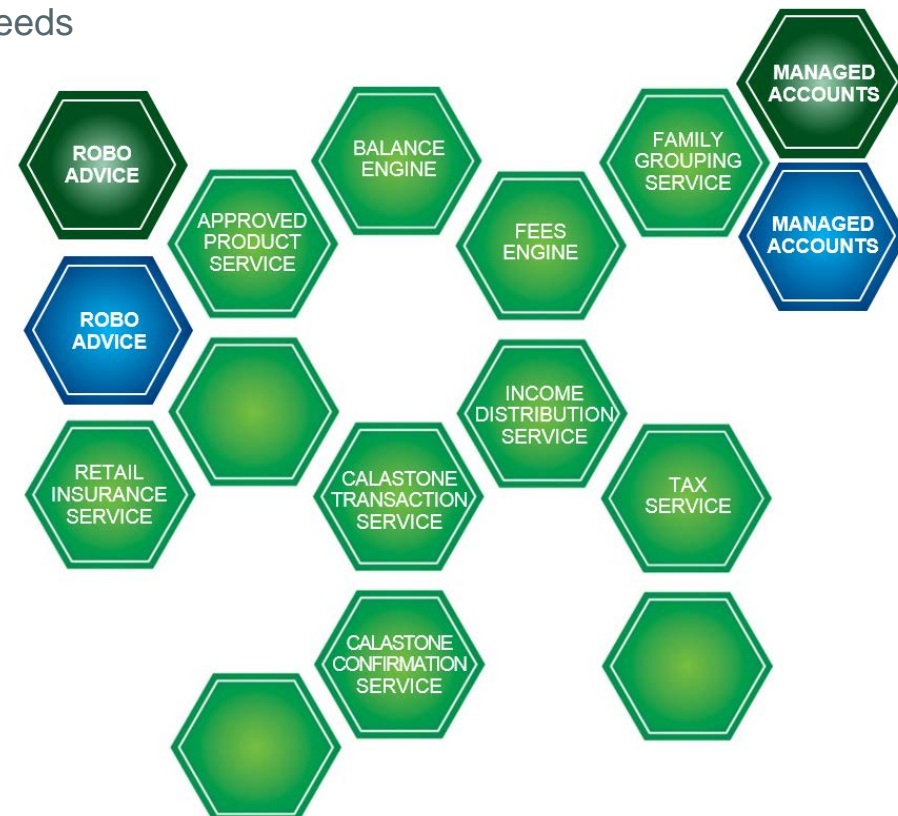 MANAGED
ACCOUNTS
ROBO
ADVICE
BALANCE
ENGINE
FAMILY
GROUPING
SERVICE
APPROVED
PRODUCT
SERVICE
FEES
ENGINE
MANAGED
ACCOUNTS
ROBO
ADVICE
INCOME
DISTRIBUTION
SERVICE
RETAIL
INSURANCE
SERVICE
CALASTONE
TRANSACTION
SERVICE
TAX
SERVICE
CALASTONE
CONFIRMATION
SERVICE